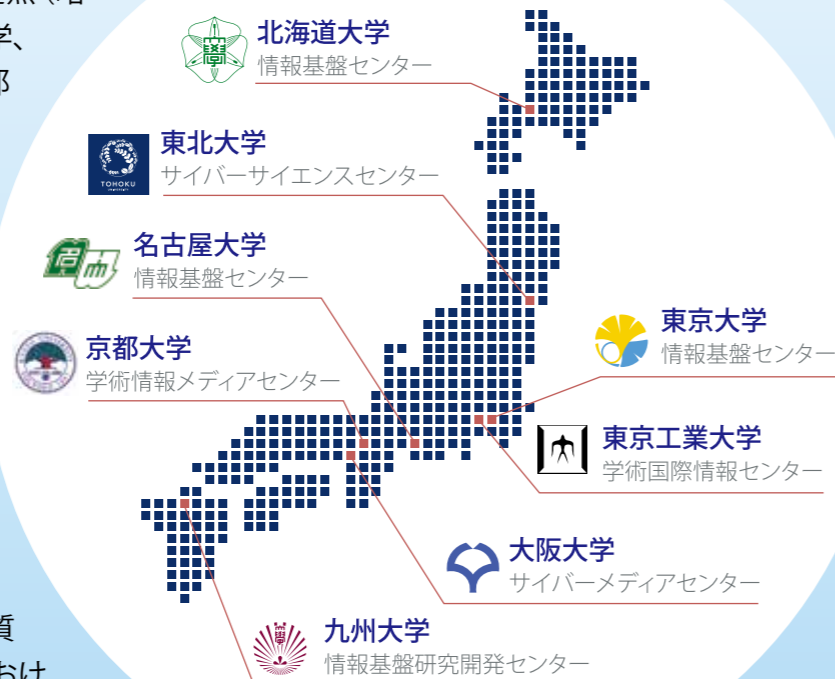 学、
北海道大学
情報基盤センター
東北大学
サイバーサイエンスセンター
TOHOKU
名古屋大学
情報基盤センター
京都大学
学術情報メディアセンター
東京大学
情報基盤センター
東京工業大学
学術国際情報センター
大阪大学
サイバーメディアセンター
質
おけ
九州大学
情報基盤研究開発センター